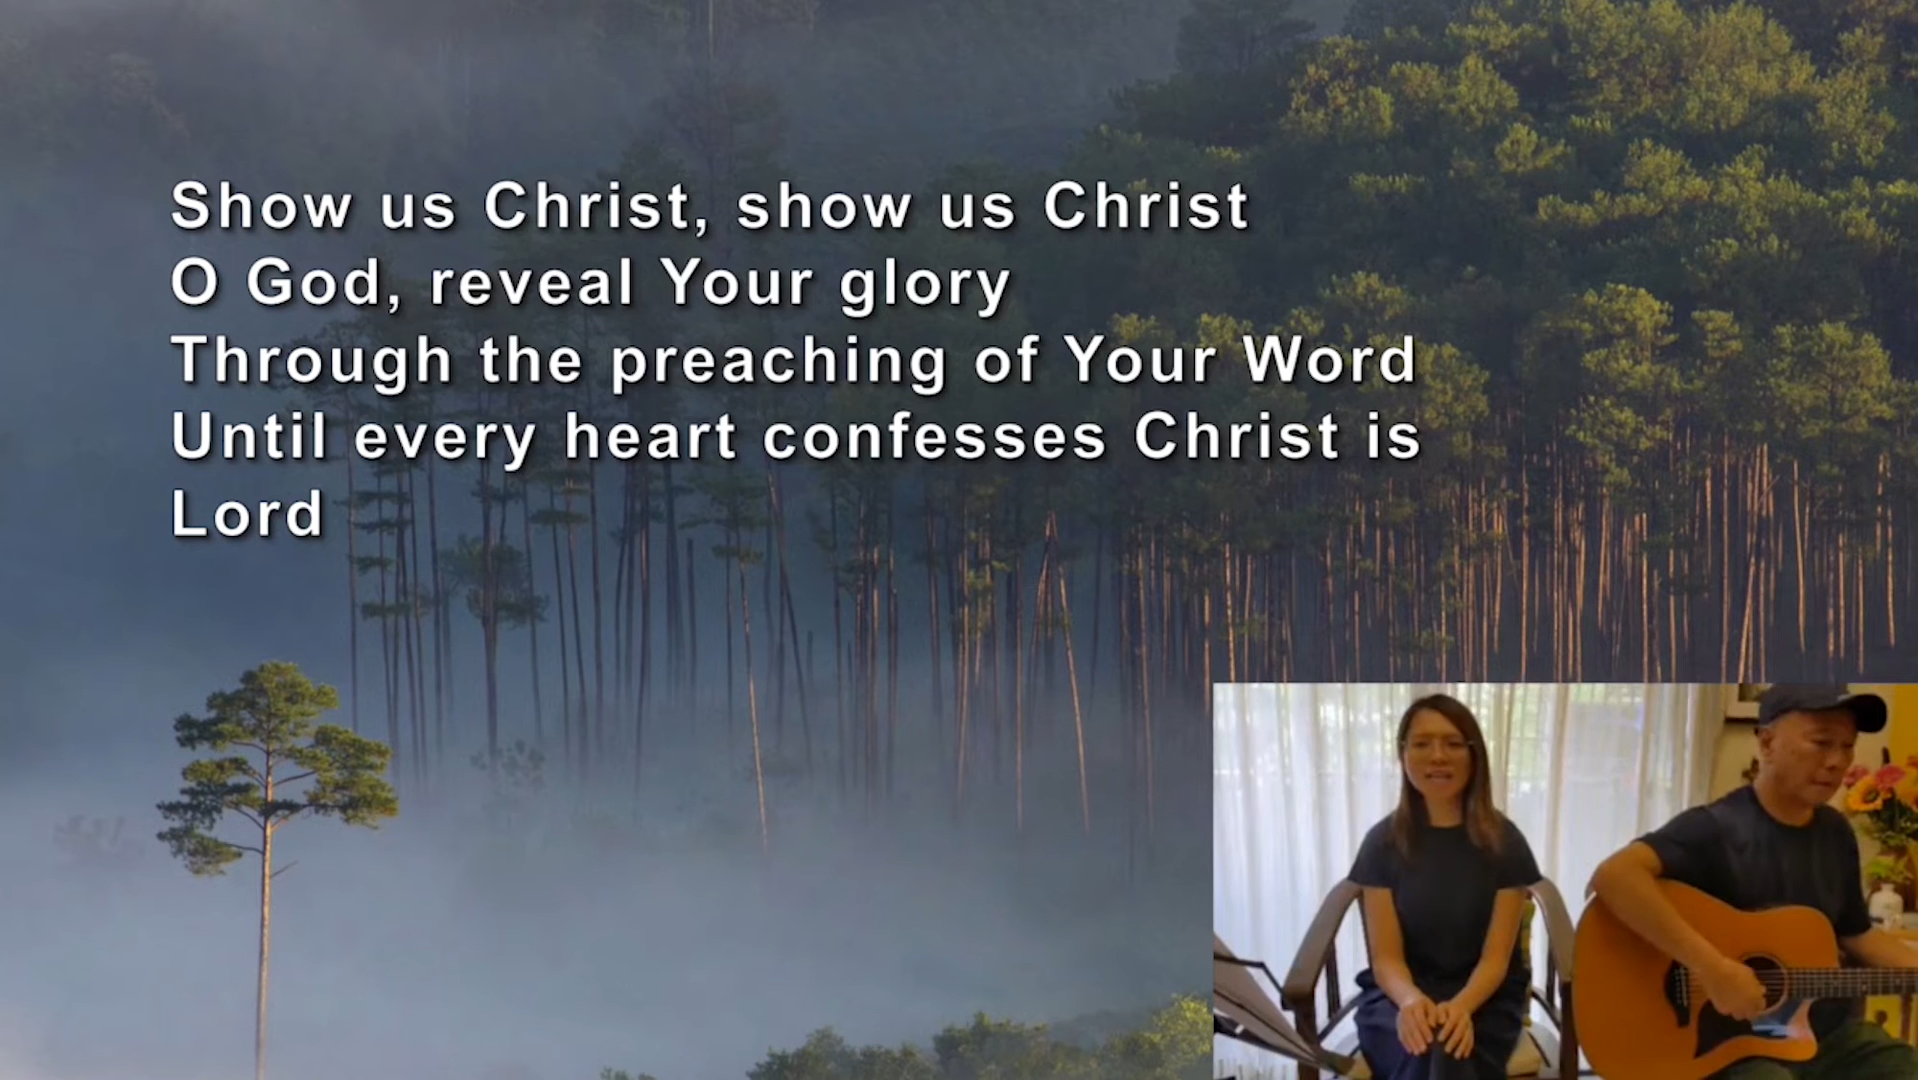 Show us Christ, show us Christ
O God, reveal Your glory
Through the preaching of Your Word
Until every heart confesses Christ is
Lord